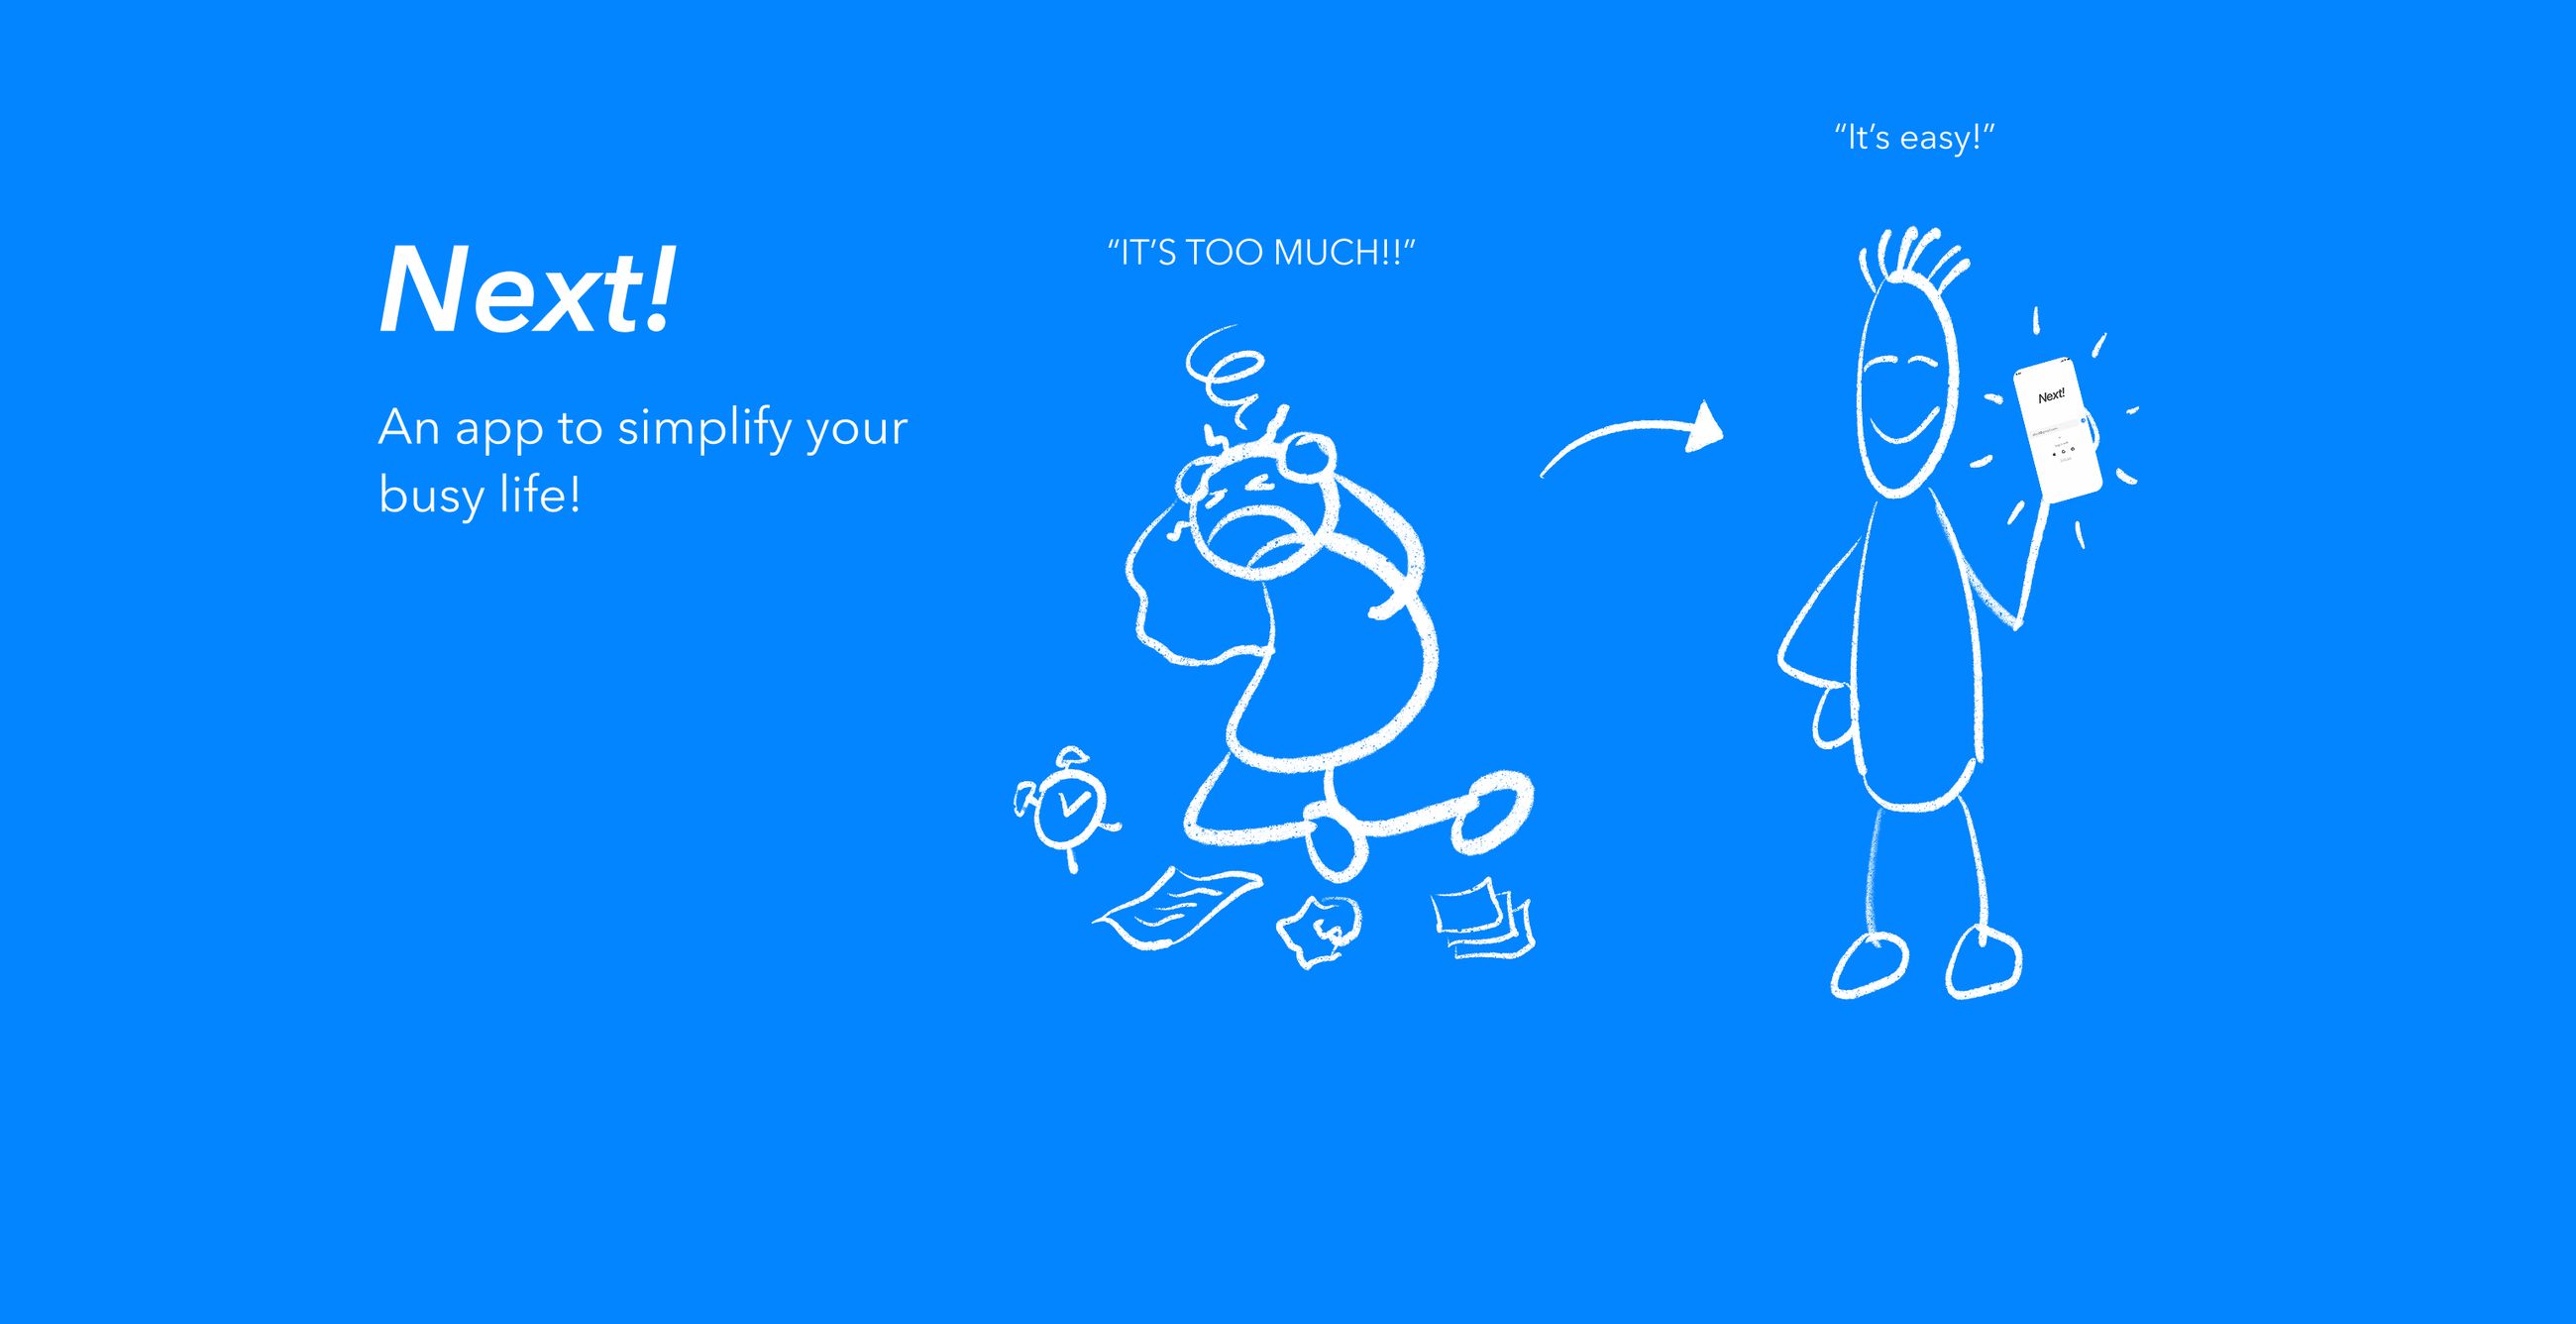 Next!
An app to simplify your
busy life!
“IT’S TOO MUCH!!”
“It’s easy!”
Next!